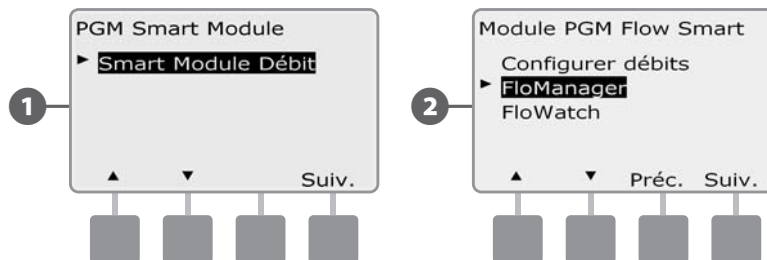 PGM Smart Module
► Smart Module Débit
1
▲ ▼ Suiv.
Module PGM Flow Smart
Configurer débits
► FloManager
2
FloWatch
▲ ▼ Préc. Suiv.